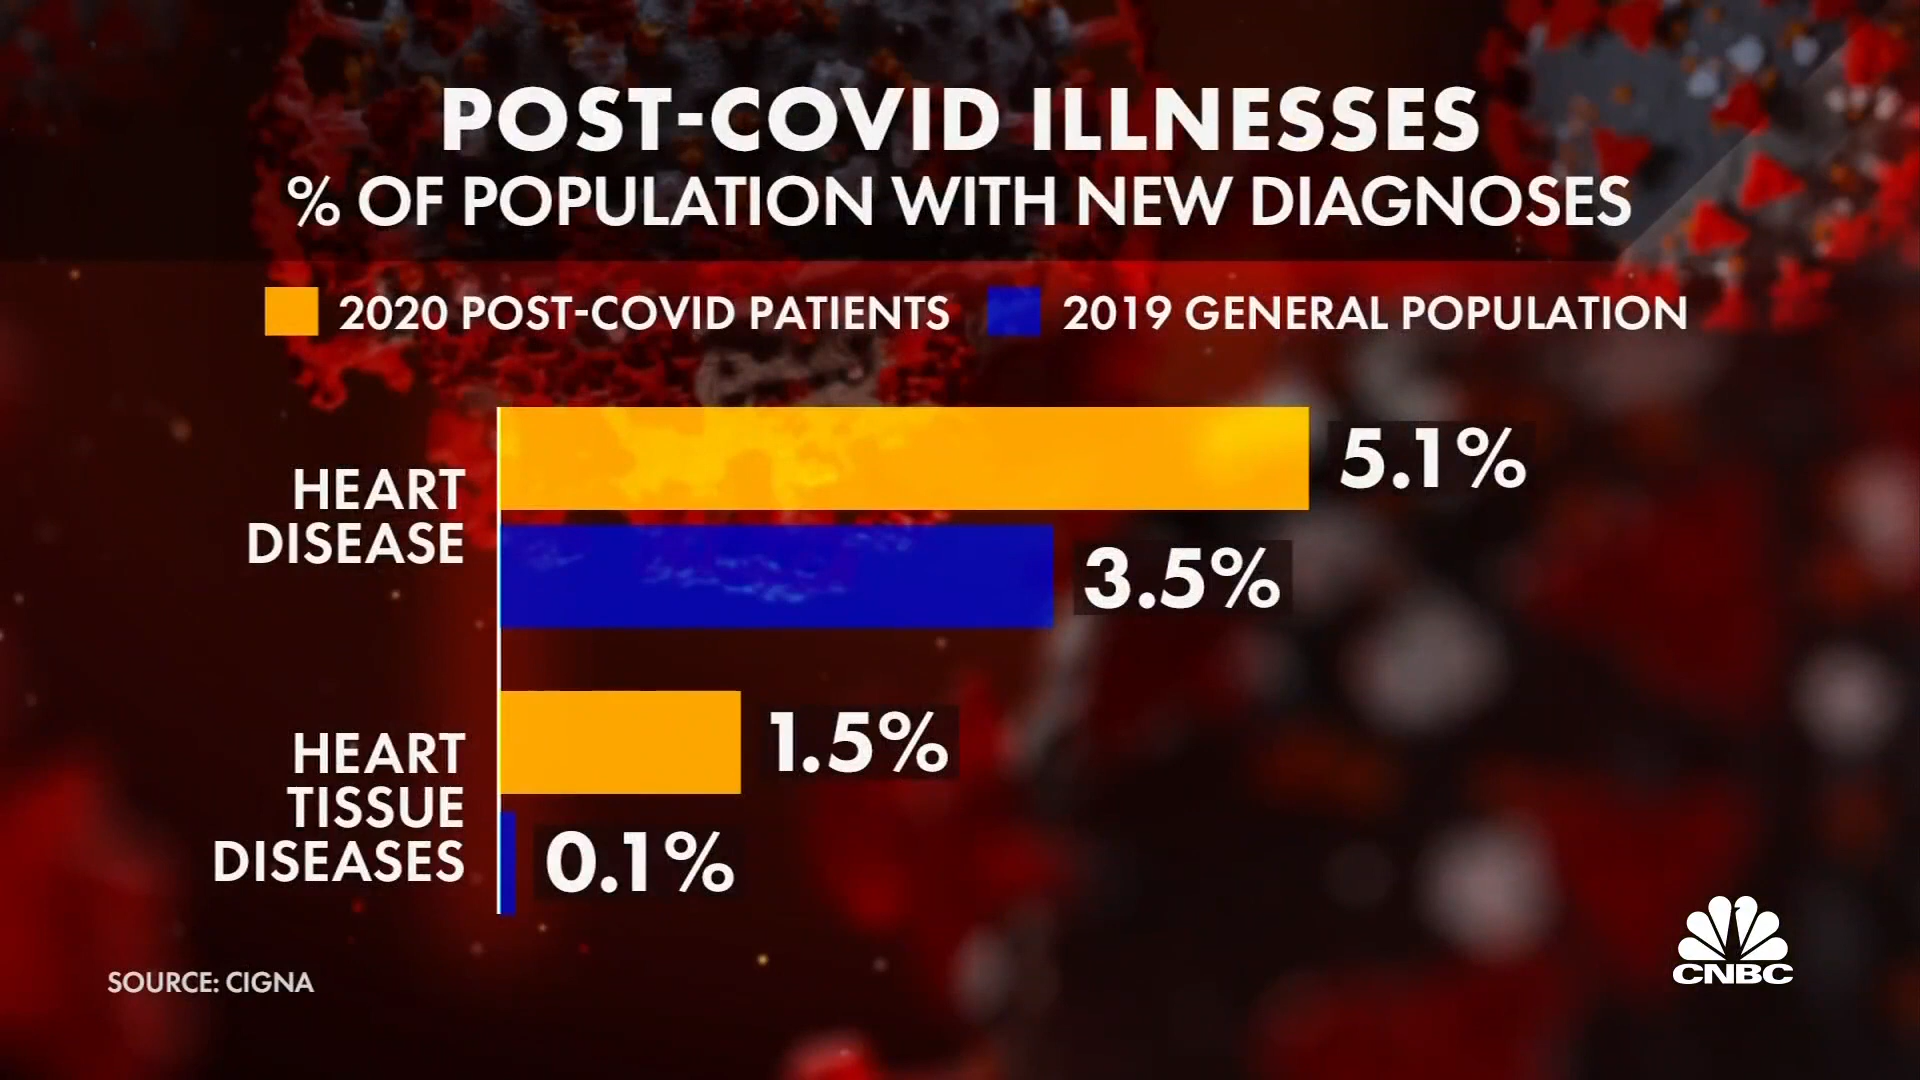 POST-COVID ILLNESSES
% OF POPULATION WITH NEW DIAGNOSES
2020 POST-COVID PATIENTS
2019 GENERAL POPULATION
HEART
DISEASE
5.1%
3.5%
HEART
TISSUE
DISEASES
1.5%
0.1%
SOURCE: CIGNA
CNBC